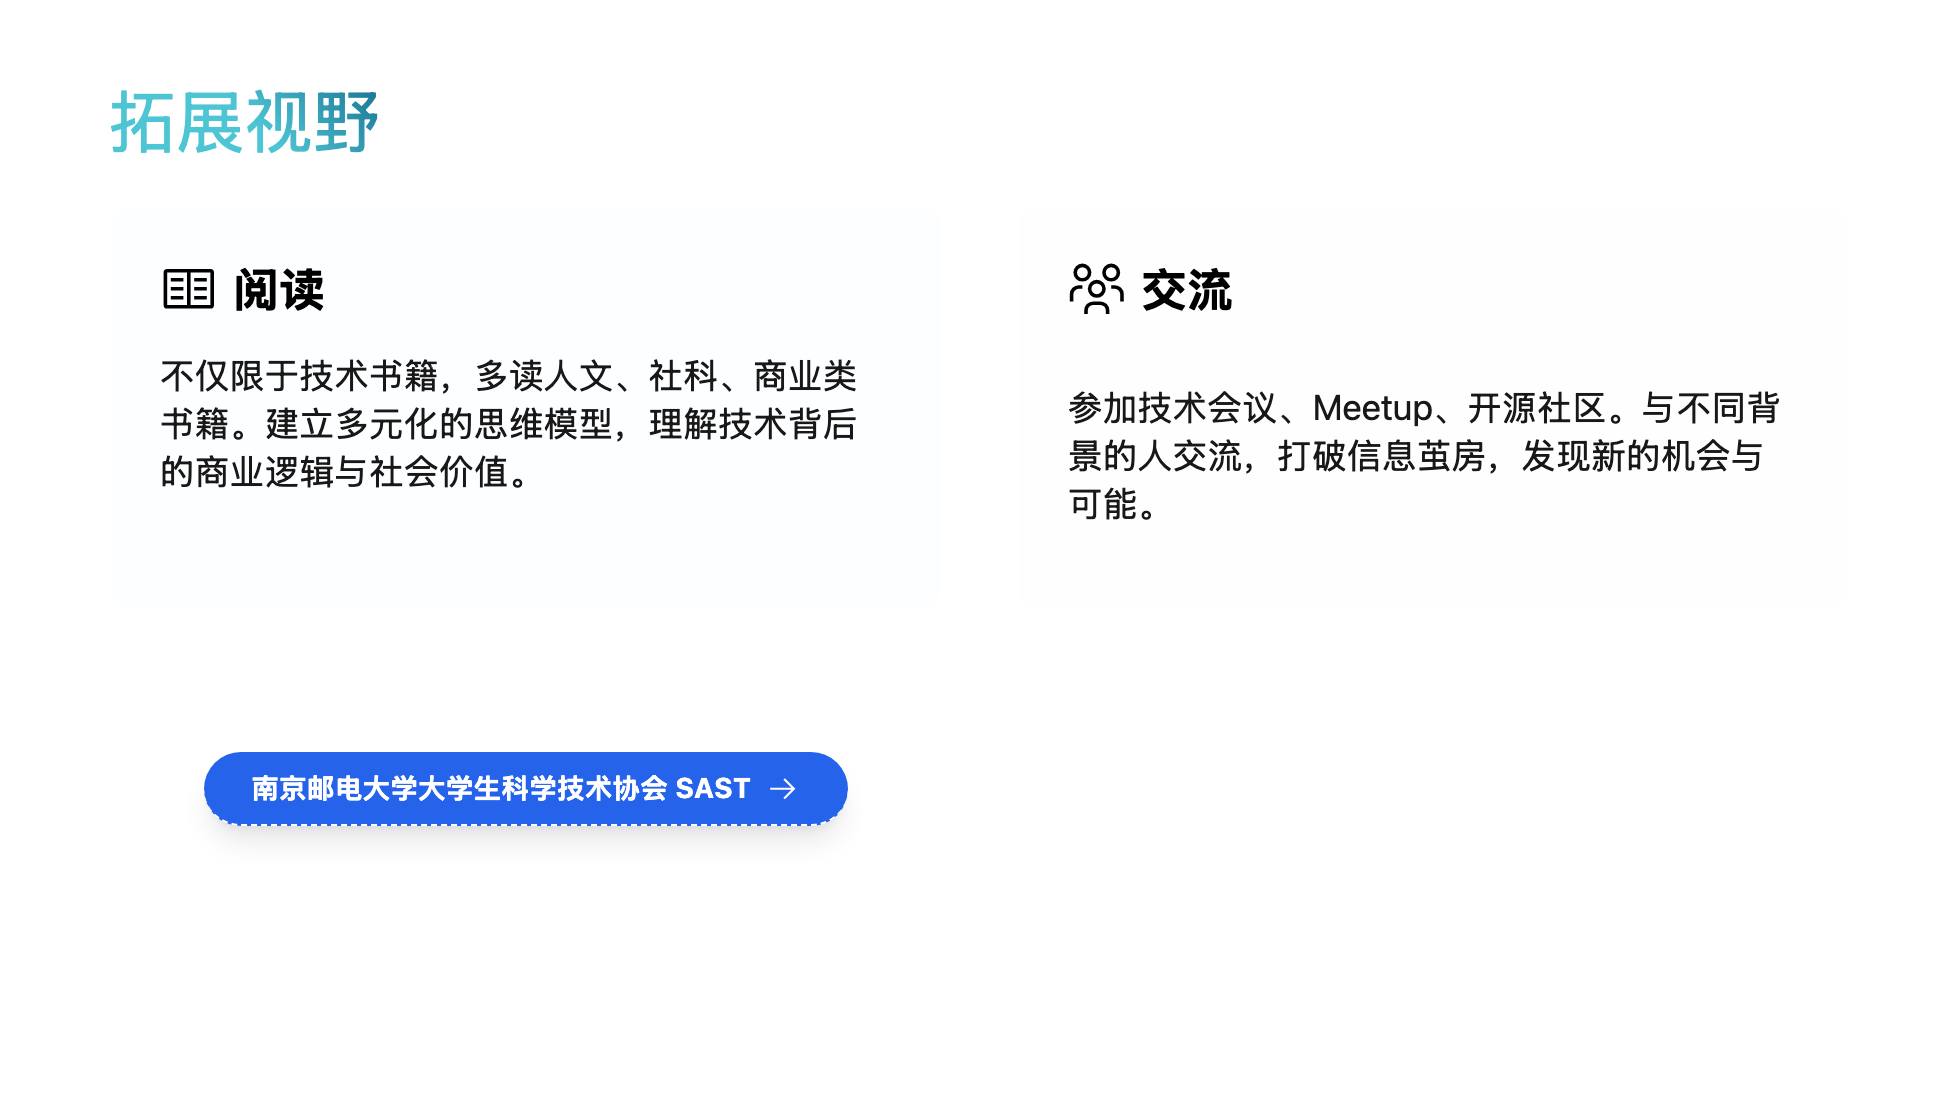 拓展视野
阅读
不仅限于技术书籍，多读人文、社科、商业类
书籍。建立多元化的思维模型，理解技术背后
的商业逻辑与社会价值。
交流
参加技术会议、Meetup、开源社区。与不同背
景的人交流，打破信息茧房，发现新的机会与
可能。
南京邮电大学大学生科学技术协会 SAST →